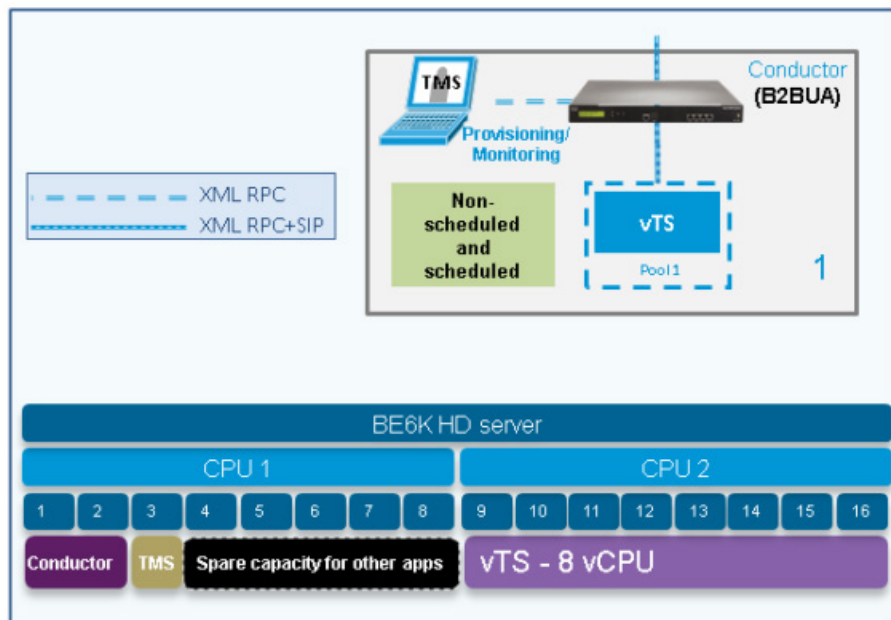 TMS
Conductor
(B2BUA)
Provisioning/
Monitoring
XML RPC
XML RPC+SIP
Non-
scheduled
and
scheduled
vTS
Pool 1
1
BE6K HD server
CPU 1
CPU 2
1 2 3 4 5 6 7 8 9 10 11 12 13 14 15 16
Conductor TMS Spare capacity for other apps vTS - 8 vCPU